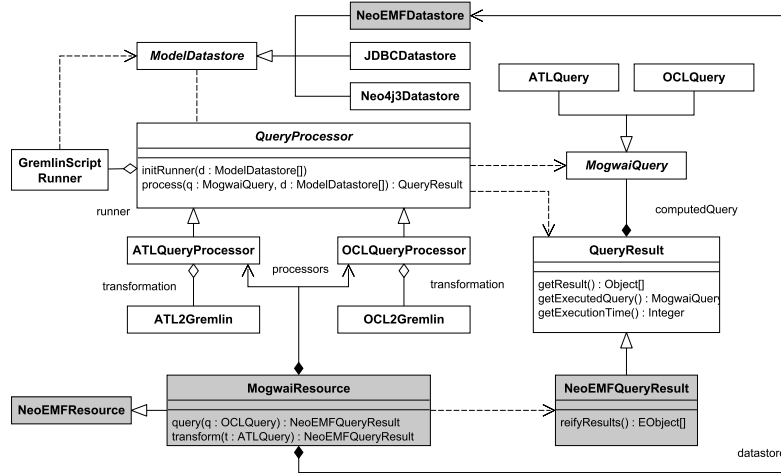 NeoEMFDatastore
ModelDatastore
JDBCDatastore
Neo4j3Datastore
ATLQuery
OCLQuery
QueryProcessor
GremlinScript
Runner
initRunner(d : ModelDatastore[])
process(q : MogwaiQuery, d : ModelDatastore[]) : QueryResult
MogwaiQuery
runner
computedQuery
ATLQueryProcessor
OCLQueryProcessor
QueryResult
processors
transformation
transformation
getResult() : Object[]
getExecutedQuery() : MogwaiQuery
getExecutionTime() : Integer
ATL2Gremlin
OCL2Gremlin
MogwaiResource
NeoEMFQueryResult
NeoEMFResource
query(q : OCLQuery) : NeoEMFQueryResult
transform(t : ATLQuery) : NeoEMFQueryResult
reifyResults() : EObject[]
datastore